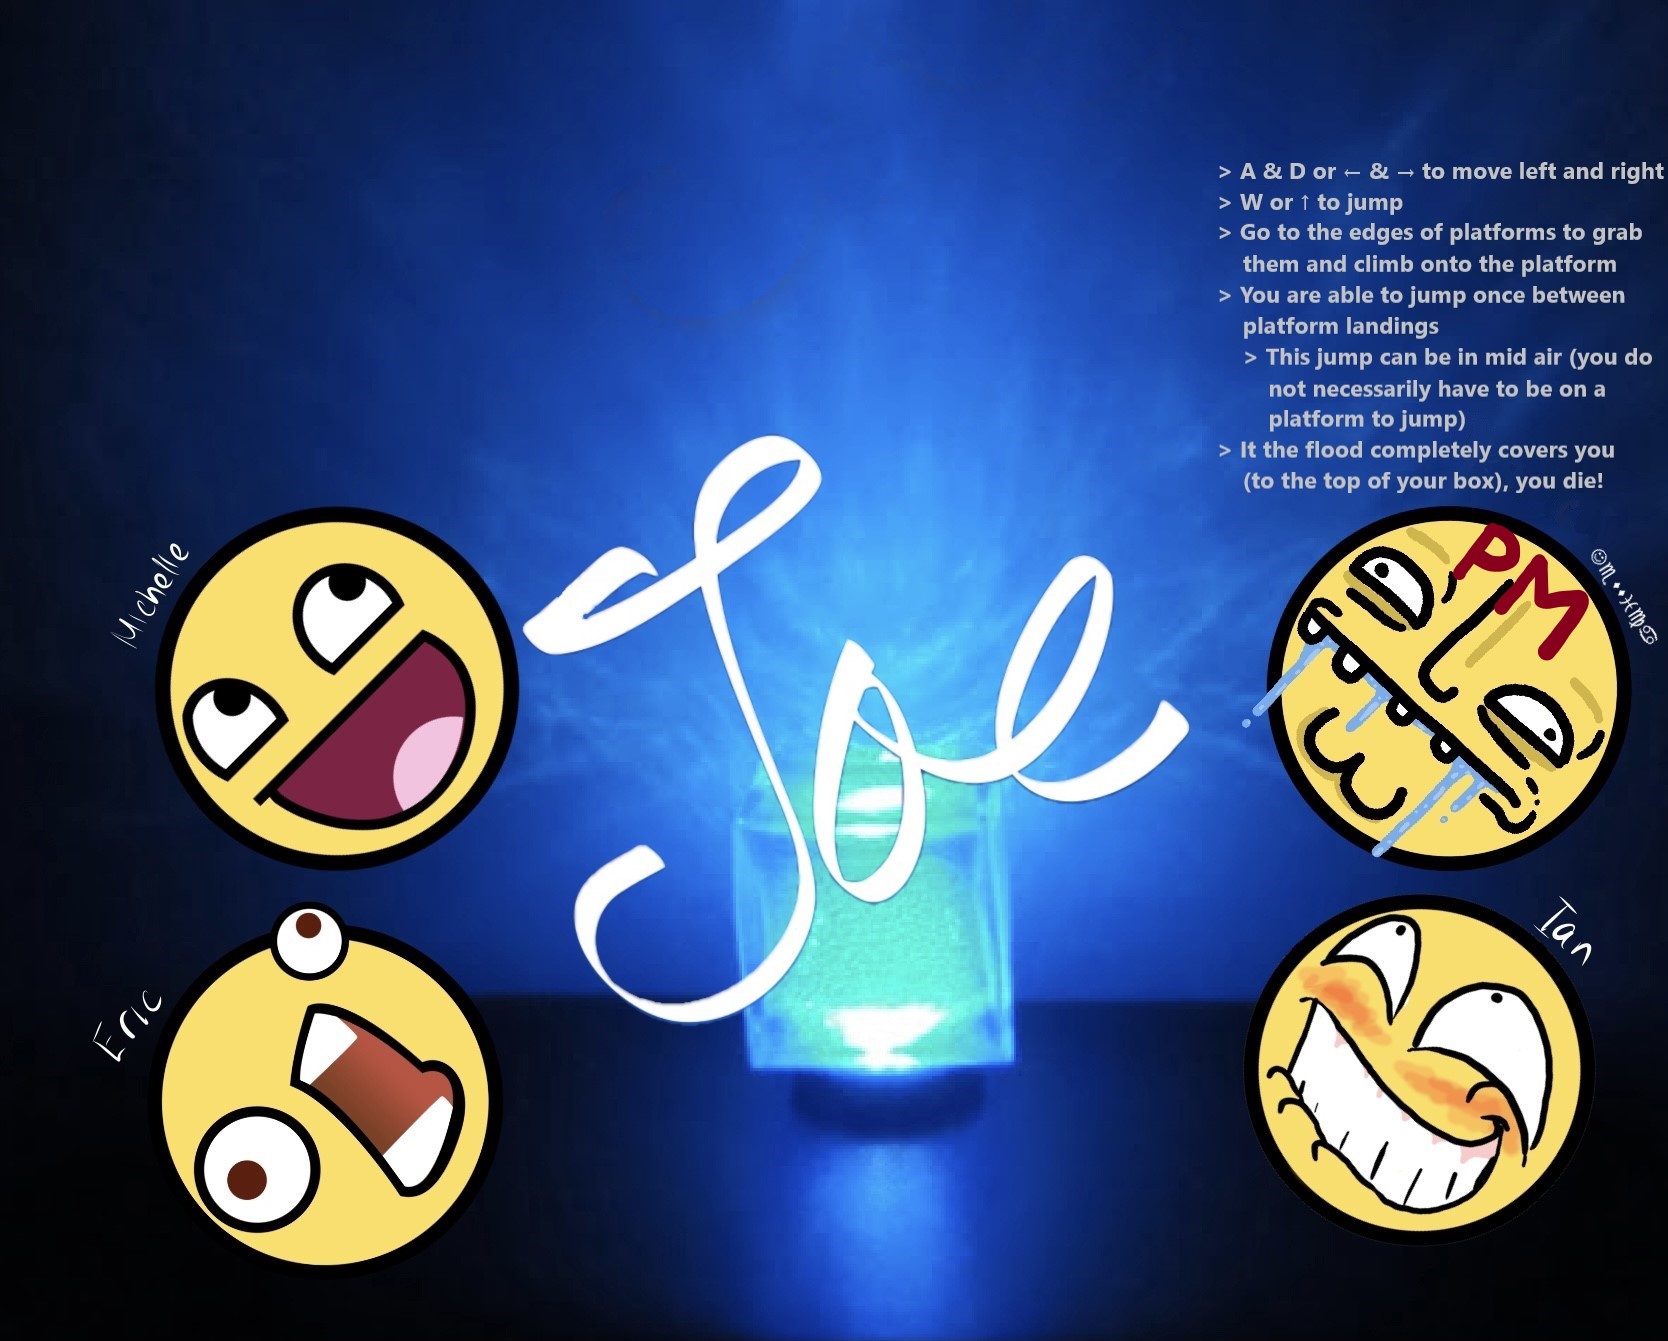 > A & D or ← & → to move left and right
> W or ↑ to jump
> Go to the edges of platforms to grab
them and climb onto the platform
> You are able to jump once between
platform landings
> This jump can be in mid air (you do
not necessarily have to be on a
platform to jump)
> It the flood completely covers you
(to the top of your box), you die!
Joe
Michelle
PM
Eric
Ian